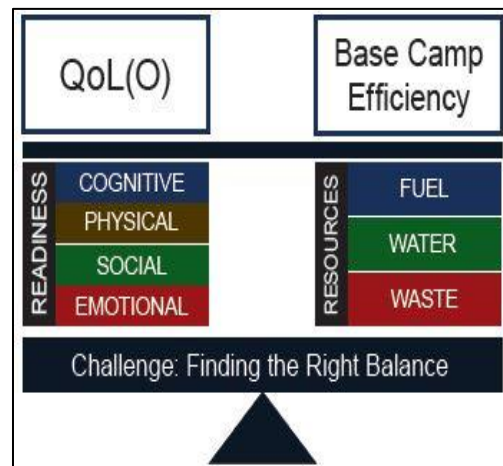 QoL(O)
Base Camp
Efficiency
READINESS
COGNITIVE
PHYSICAL
SOCIAL
EMOTIONAL
RESOURCES
FUEL
WATER
WASTE
Challenge: Finding the Right Balance